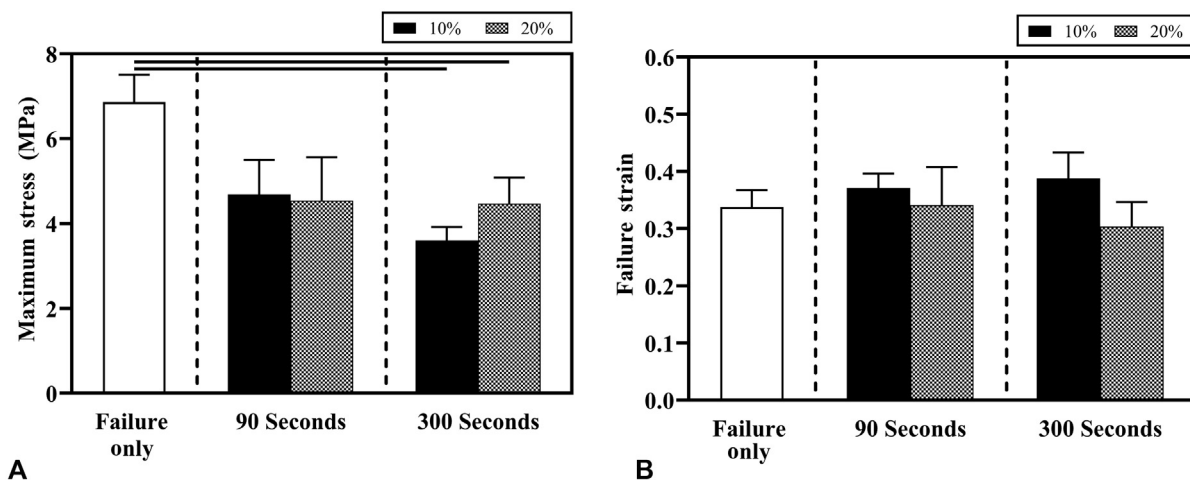 10% 20%
8
6
4
2
0
Maximum stress (MPa)
Failure
only
90 Seconds
300 Seconds
A
10% 20%
0.6
0.5
0.4
0.3
0.2
0.1
0.0
Failure strain
Failure
only
90 Seconds
300 Seconds
B